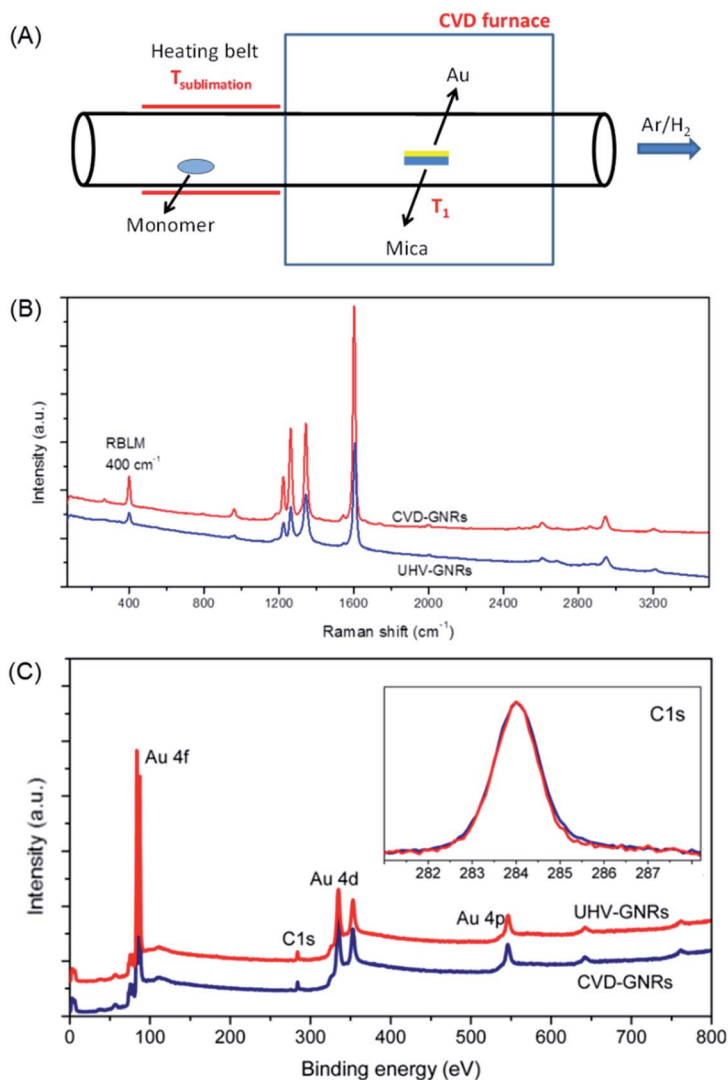 (A)
CVD furnace
Heating belt
T_sublimation
Au
Ar/H₂
Monomer
T₁
Mica
(B)
Intensity (a.u.)
RBLM
400 cm⁻¹
CVD-GNRs
UHV-GNRs
400 800 1200 1600 2000 2400 2800 3200
Raman shift (cm⁻¹)
(C)
Intensity (a.u.)
Au 4f
C1s
282 283 284 285 286 287
Au 4d
C1s
Au 4p
UHV-GNRs
CVD-GNRs
0 100 200 300 400 500 600 700 800
Binding energy (eV)